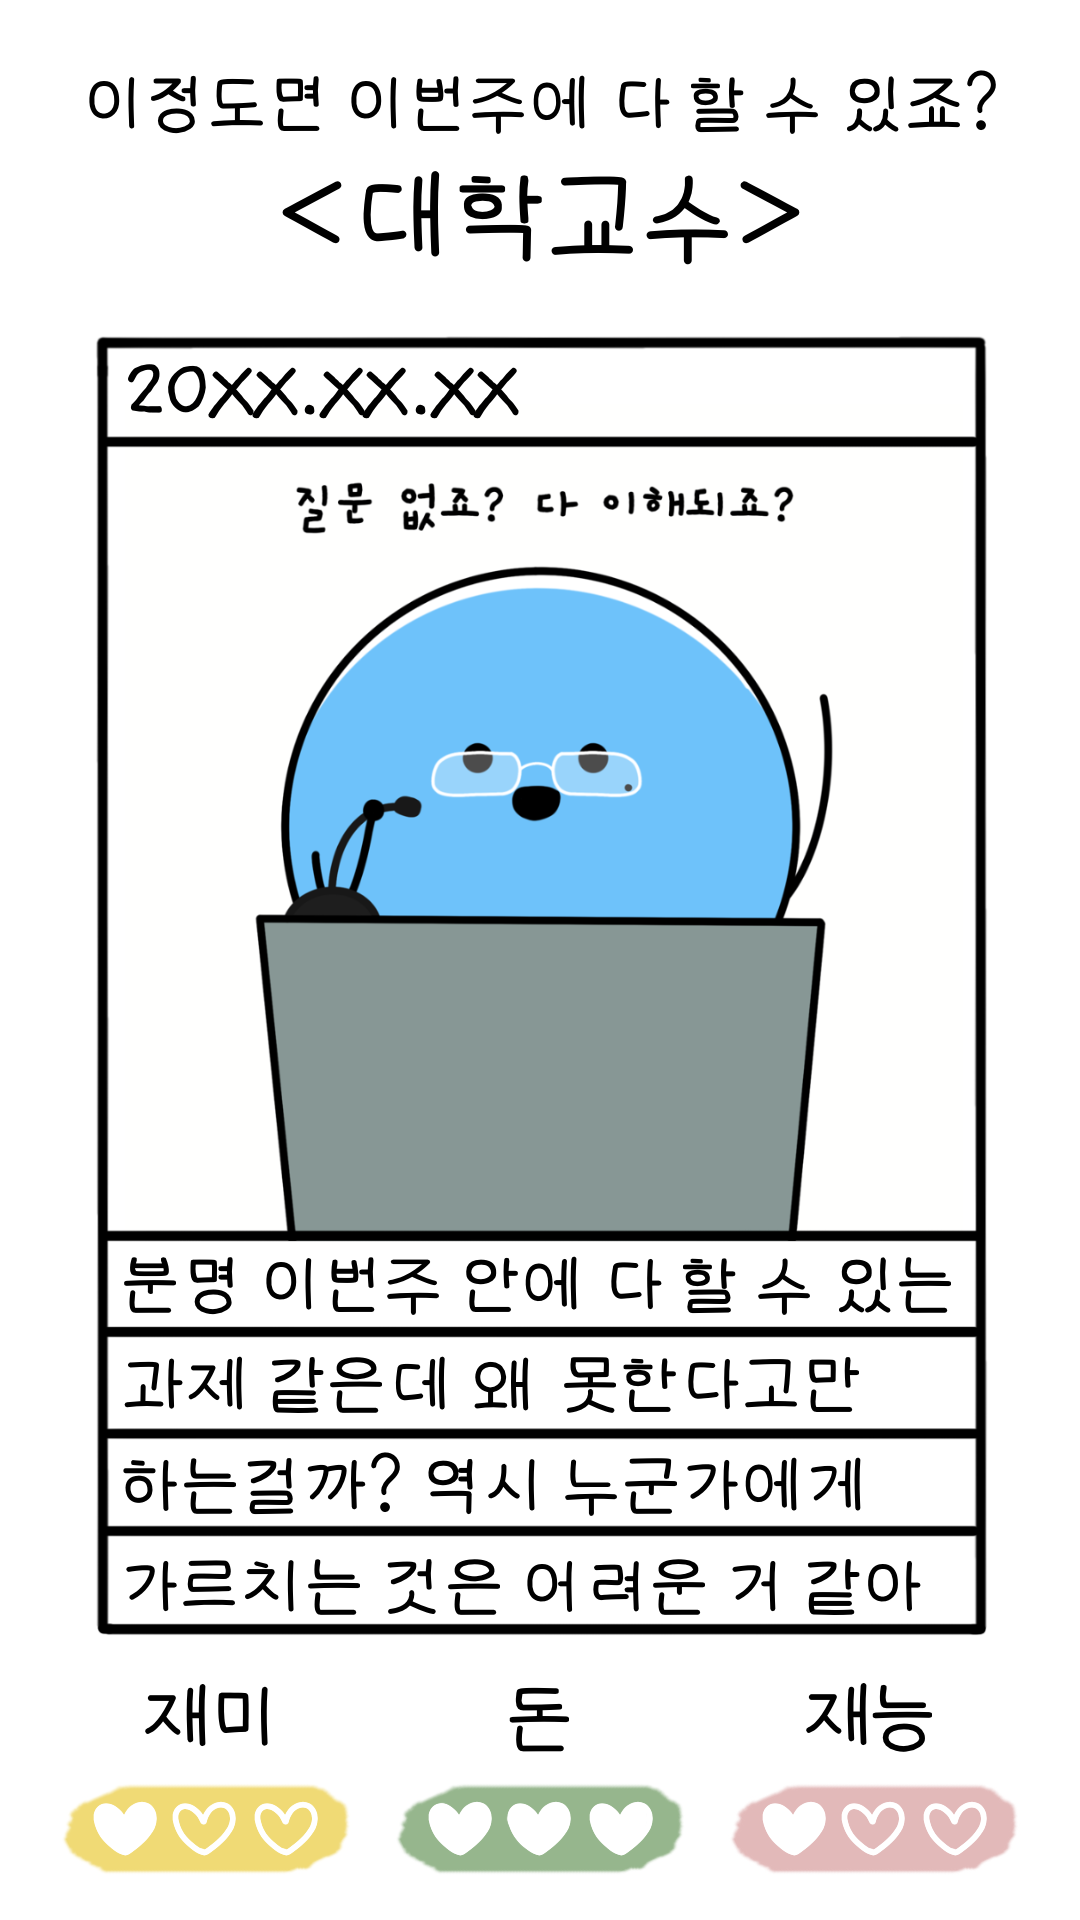 이정도면 이번주에 다 할 수 있죠?
<대학교수>
20XX.XX.XX
질문 없죠? 다 이해되죠?
분명 이번주 안에 다 할 수 있는
과제 같은데 왜 못한다고만
하는걸까? 역시 누군가에게
가르치는 것은 어려운 거 같아
재미 돈 재능